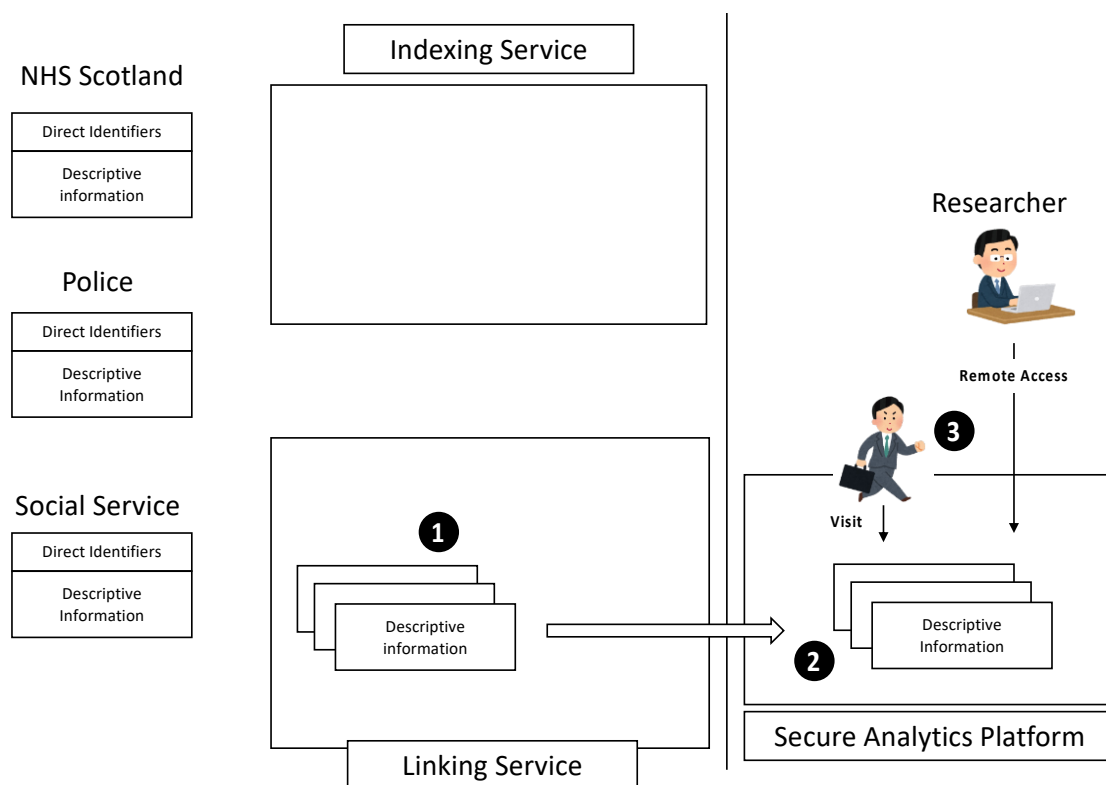 Indexing Service
NHS Scotland
Direct Identifiers
Descriptive
information
Police
Direct Identifiers
Descriptive
Information
Social Service
Direct Identifiers
Descriptive
Information
1
Descriptive
information
Linking Service
Researcher
Remote Access
3
Visit
2
Descriptive
Information
Secure Analytics Platform